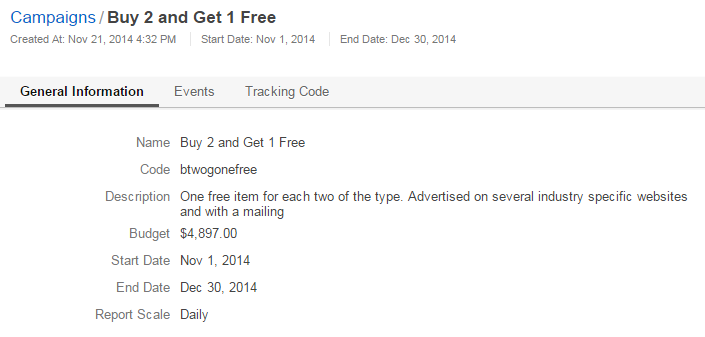 Campaigns / Buy 2 and Get 1 Free
Created At: Nov 21, 2014 4:32 PM Start Date: Nov 1, 2014 End Date: Dec 30, 2014
General Information Events Tracking Code
Name Buy 2 and Get 1 Free
Code btwogonefree
Description One free item for each two of the type. Advertised on several industry specific websites
and with a mailing
Budget $4,897.00
Start Date Nov 1, 2014
End Date Dec 30, 2014
Report Scale Daily